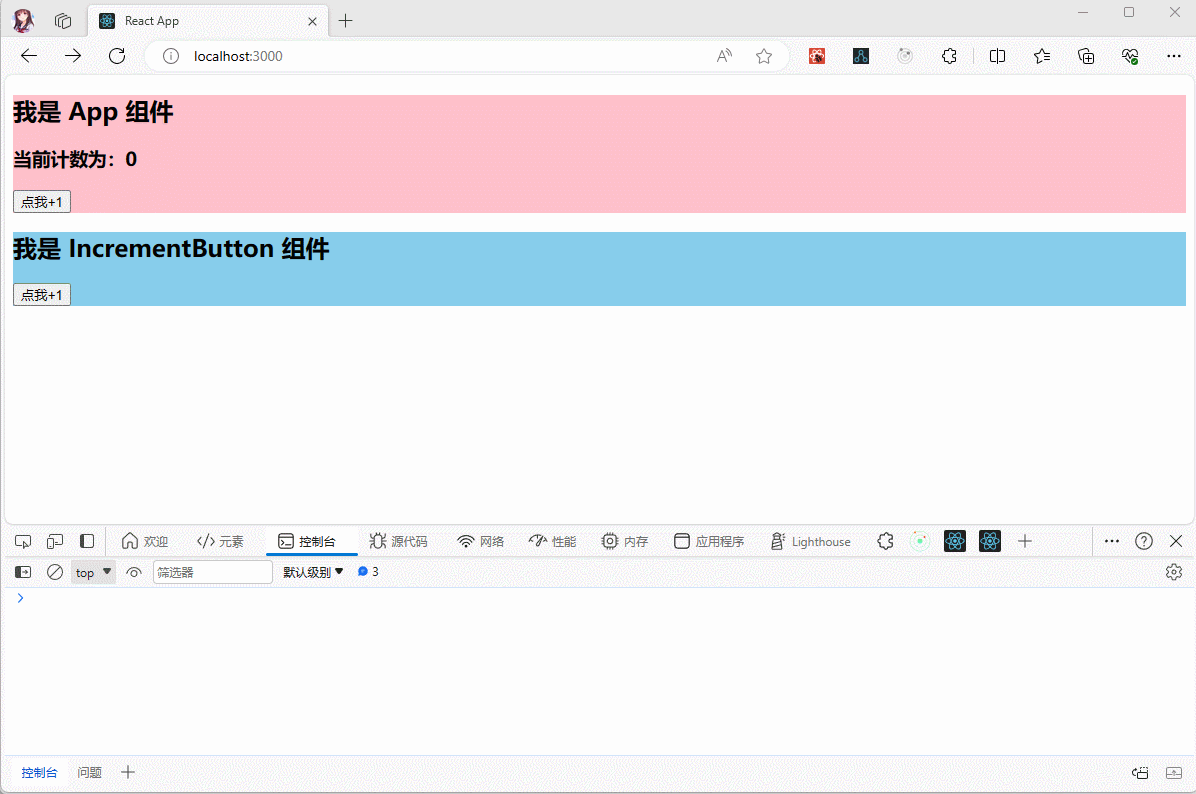 React App
localhost:3000
我是 App 组件
当前计数为：0
点我+1
我是 IncrementButton 组件
点我+1
欢迎 元素 控制台 源代码 网络 性能 内存 应用程序 Lighthouse
top 筛选器 默认级别 3
控制台 问题